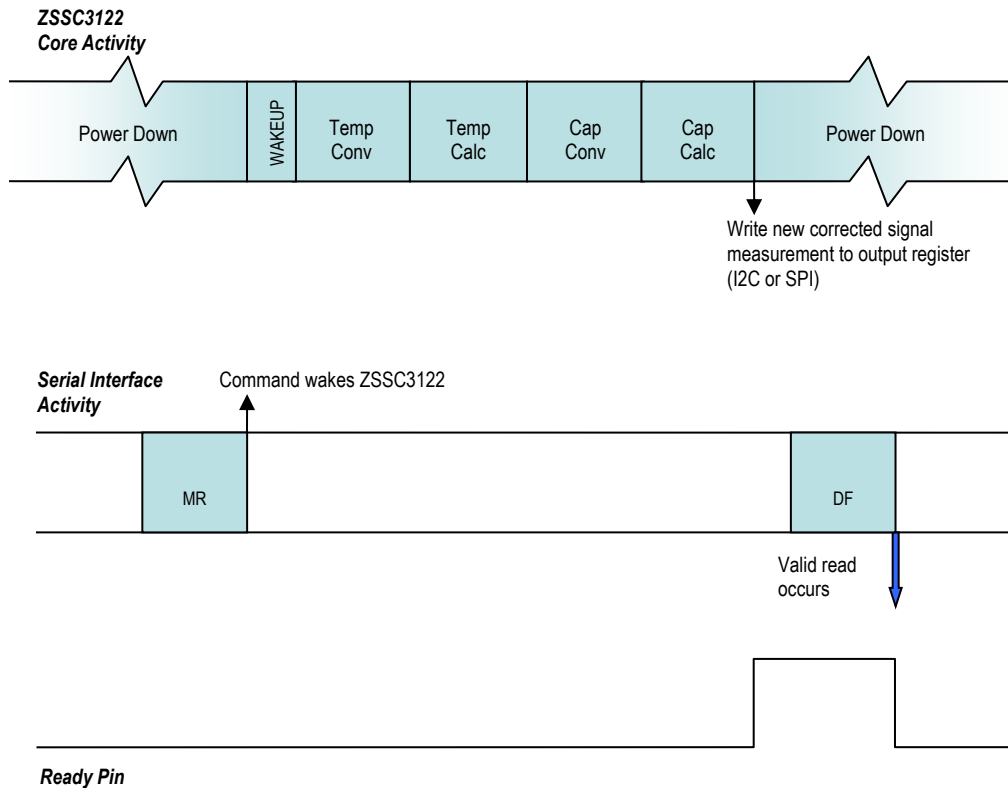 ZSSC3122
Core Activity
Power Down
WAKEUP
Temp
Conv
Temp
Calc
Cap
Conv
Cap
Calc
Power Down
Write new corrected signal
measurement to output register
(I2C or SPI)
Serial Interface
Activity
Command wakes ZSSC3122
MR
DF
Valid read
occurs
Ready Pin